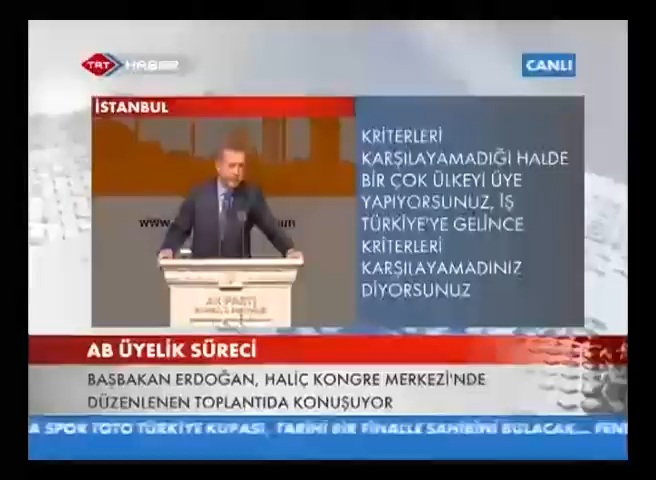 TRT HABER
CANLI
İSTANBUL
KRİTERLERİ
KARŞILAYAMADIĞI HALDE
BİR ÇOK ÜLKEYİ ÜYE
YAPIYORSUNUZ, İŞ
TÜRKİYE'YE GELİNCE
KRİTERLERİ
KARŞILAYAMADINIZ
DİYORSUNUZ
www.
AK PARTİ
AB ÜYELİK SÜRECİ
BAŞBAKAN ERDOĞAN, HALİÇ KONGRE MERKEZİ'NDE
DÜZENLENEN TOPLANTIDA KONUŞUYOR
A SPOR TOTO TÜRKİYE KUPASI, TARİHİ BİR FİNALLE SAHİBİNİ BULACAK... FEN